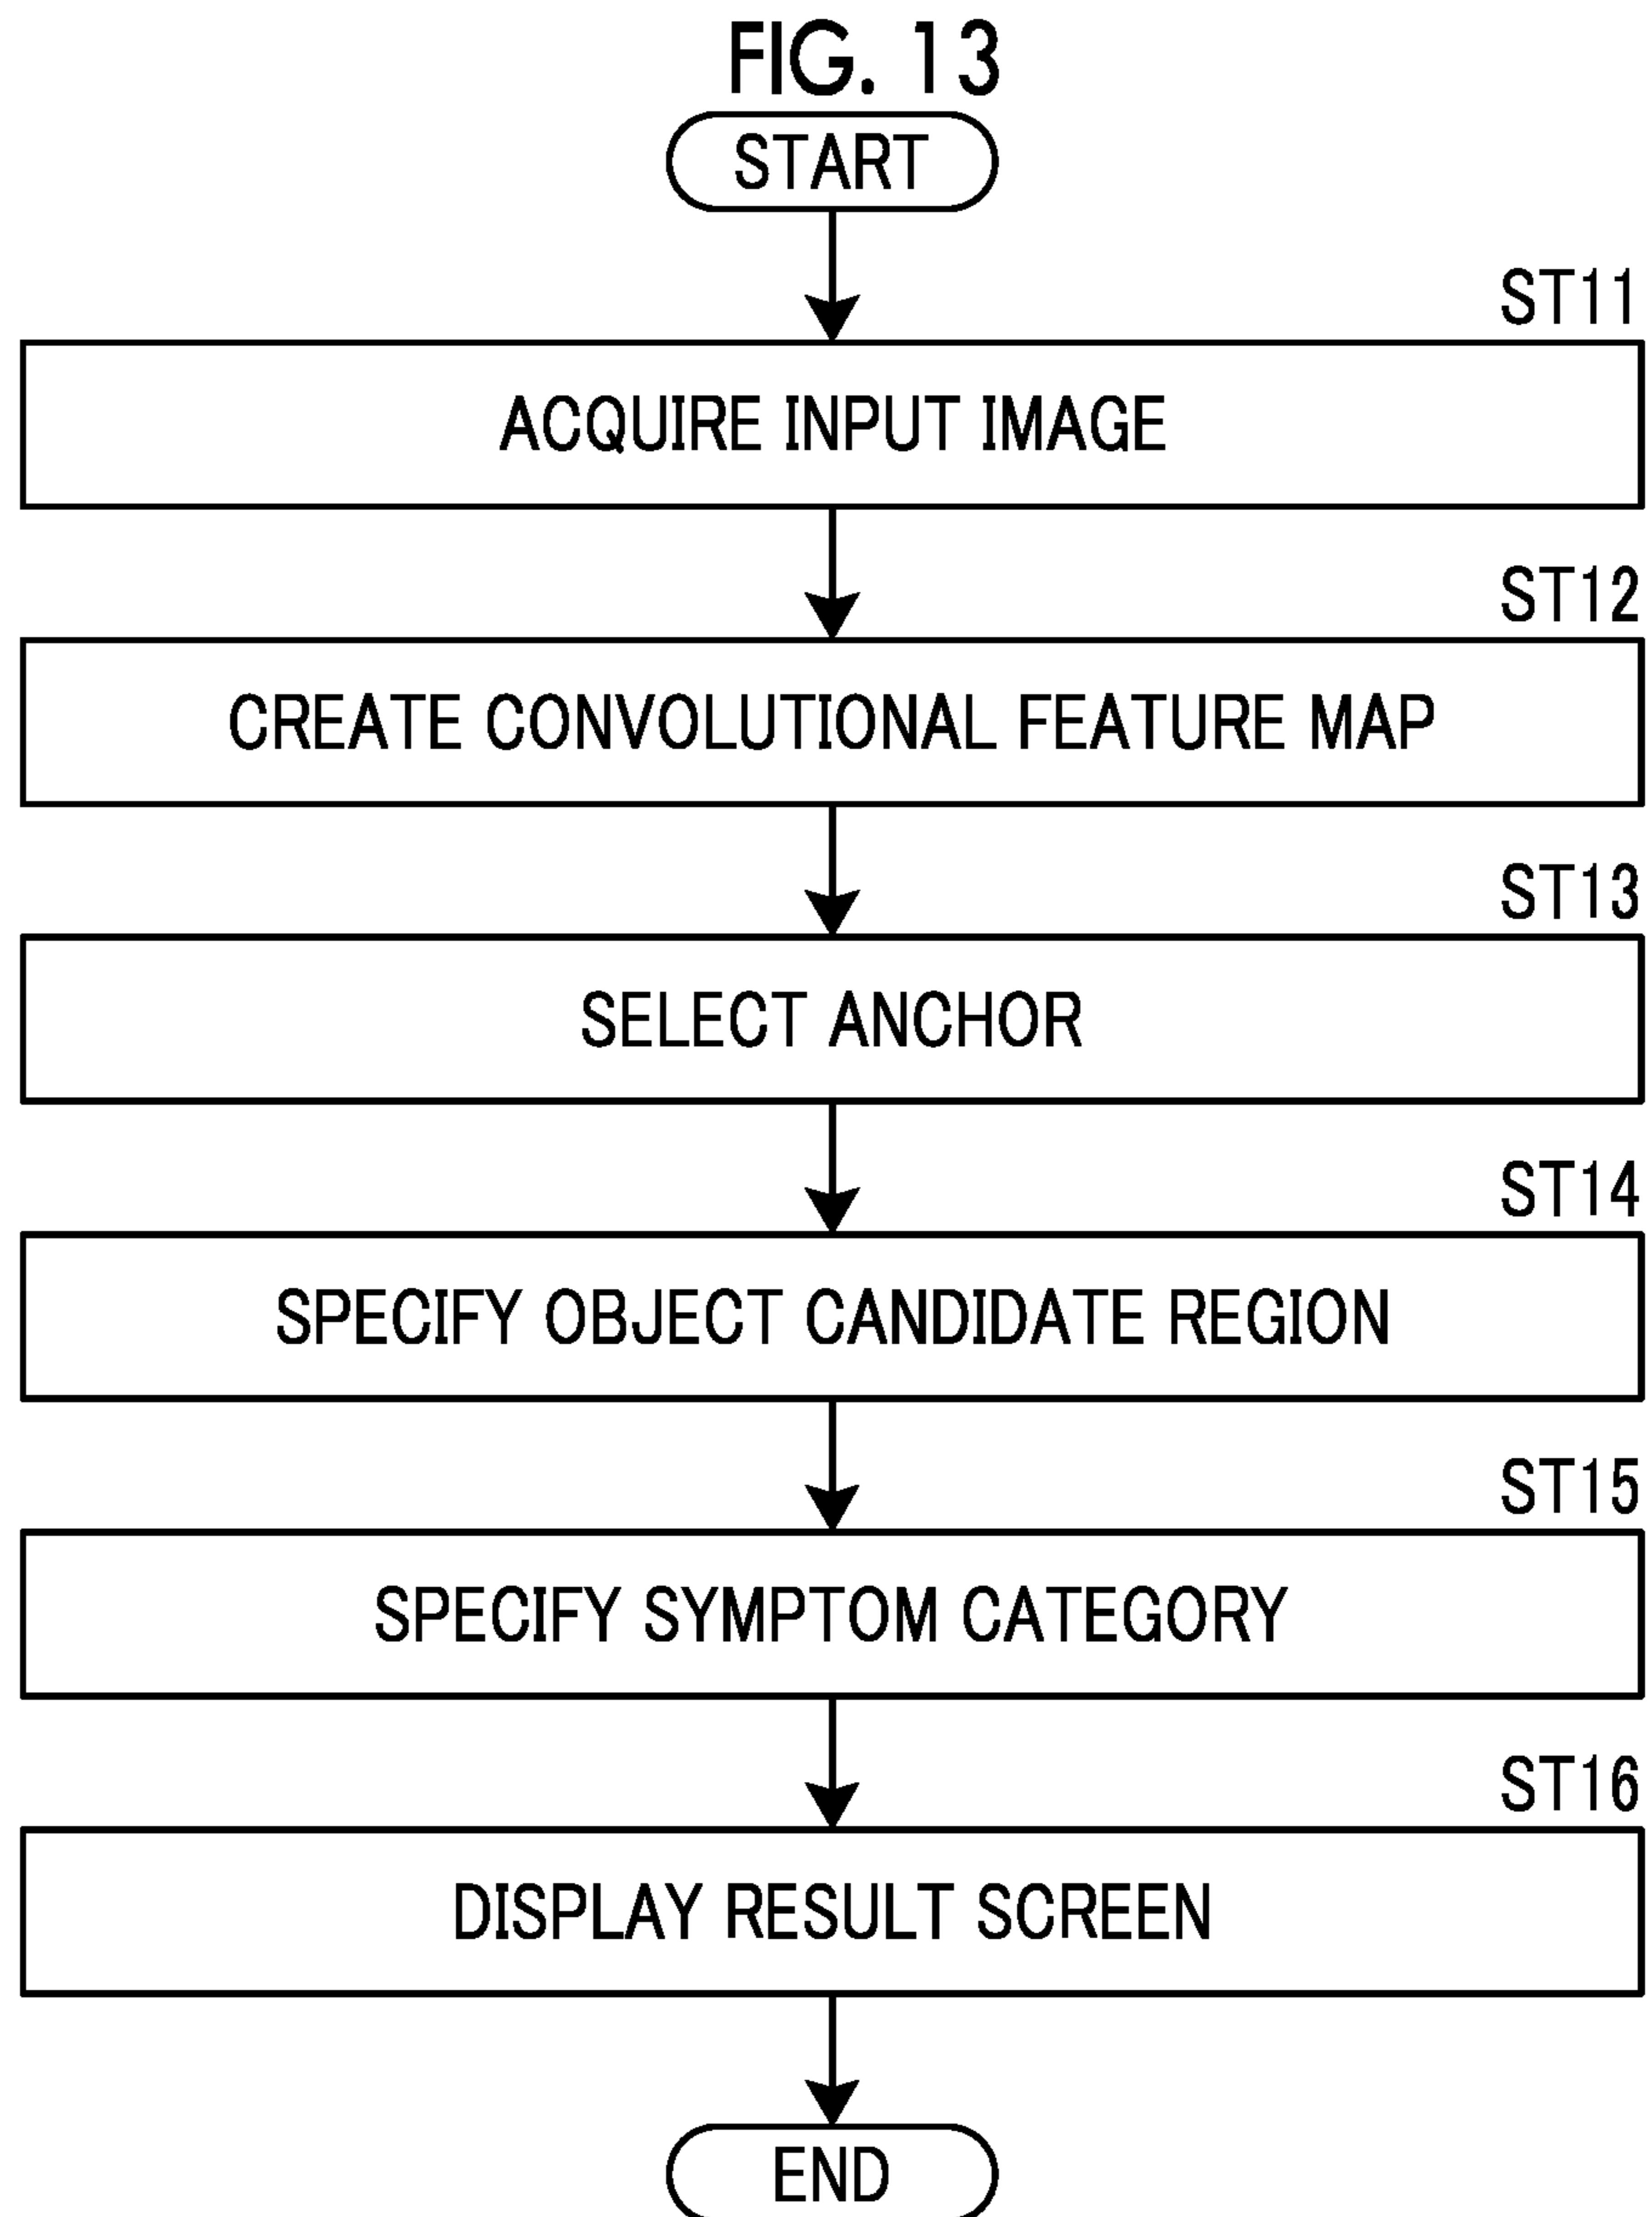 FIG. 13
START
ST11
ACQUIRE INPUT IMAGE
ST12
CREATE CONVOLUTIONAL FEATURE MAP
ST13
SELECT ANCHOR
ST14
SPECIFY OBJECT CANDIDATE REGION
ST15
SPECIFY SYMPTOM CATEGORY
ST16
DISPLAY RESULT SCREEN
END